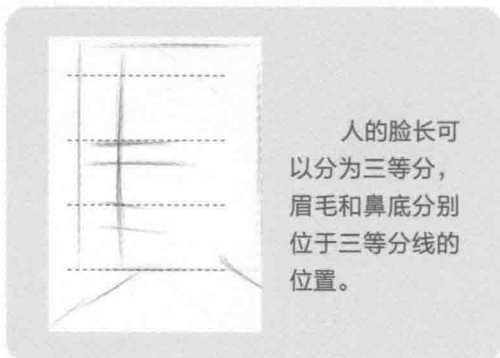 人的脸长可
以分为三等分，
眉毛和鼻底分别
位于三等分线的
位置。